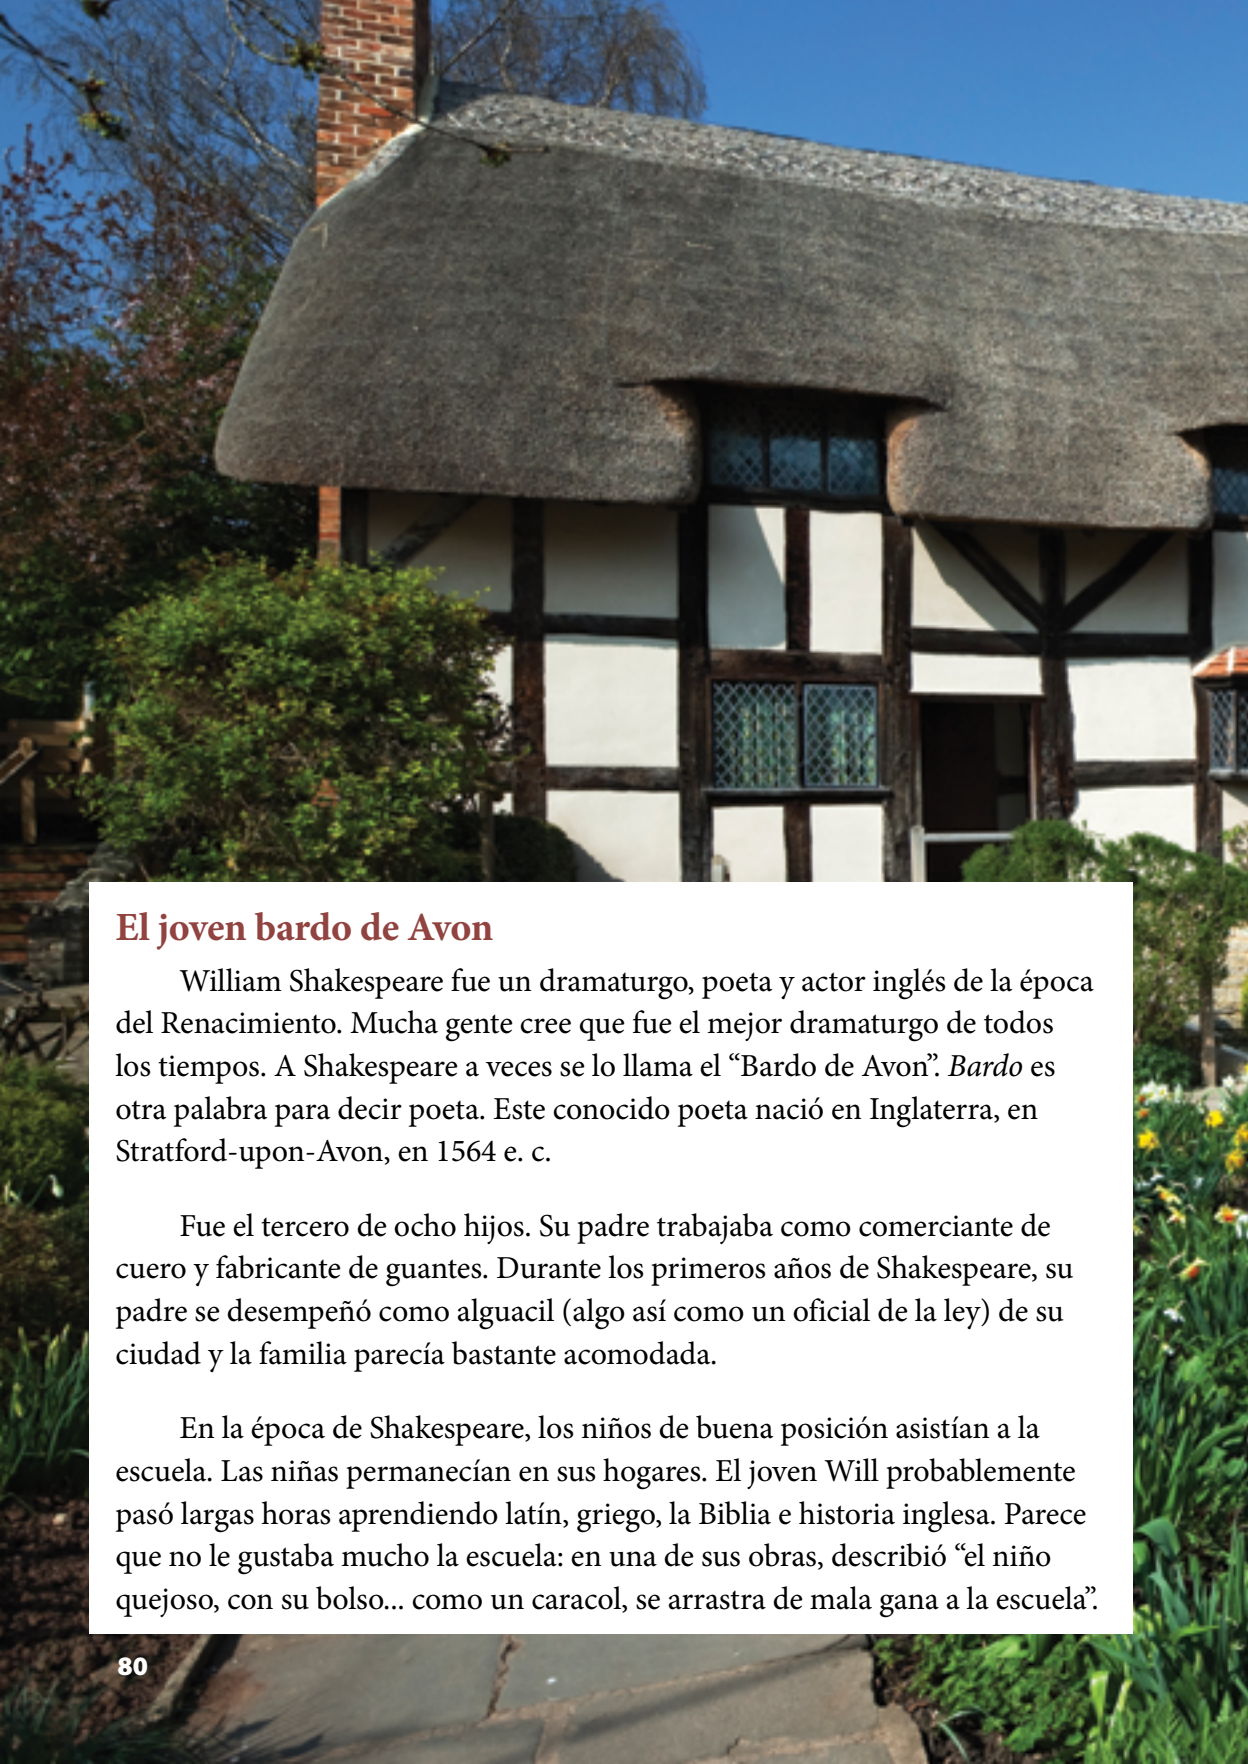 El joven bardo de Avon
William Shakespeare fue un dramaturgo, poeta y actor inglés de la época
del Renacimiento. Mucha gente cree que fue el mejor dramaturgo de todos
los tiempos. A Shakespeare a veces se lo llama el “Bardo de Avon”. Bardo es
otra palabra para decir poeta. Este conocido poeta nació en Inglaterra, en
Stratford-upon-Avon, en 1564 e. c.
Fue el tercero de ocho hijos. Su padre trabajaba como comerciante de
cuero y fabricante de guantes. Durante los primeros años de Shakespeare, su
padre se desempeñó como alguacil (algo así como un oficial de la ley) de su
ciudad y la familia parecía bastante acomodada.
En la época de Shakespeare, los niños de buena posición asistían a la
escuela. Las niñas permanecían en sus hogares. El joven Will probablemente
pasó largas horas aprendiendo latín, griego, la Biblia e historia inglesa. Parece
que no le gustaba mucho la escuela: en una de sus obras, describió “el niño
quejoso, con su bolso... como un caracol, se arrastra de mala gana a la escuela”.
80